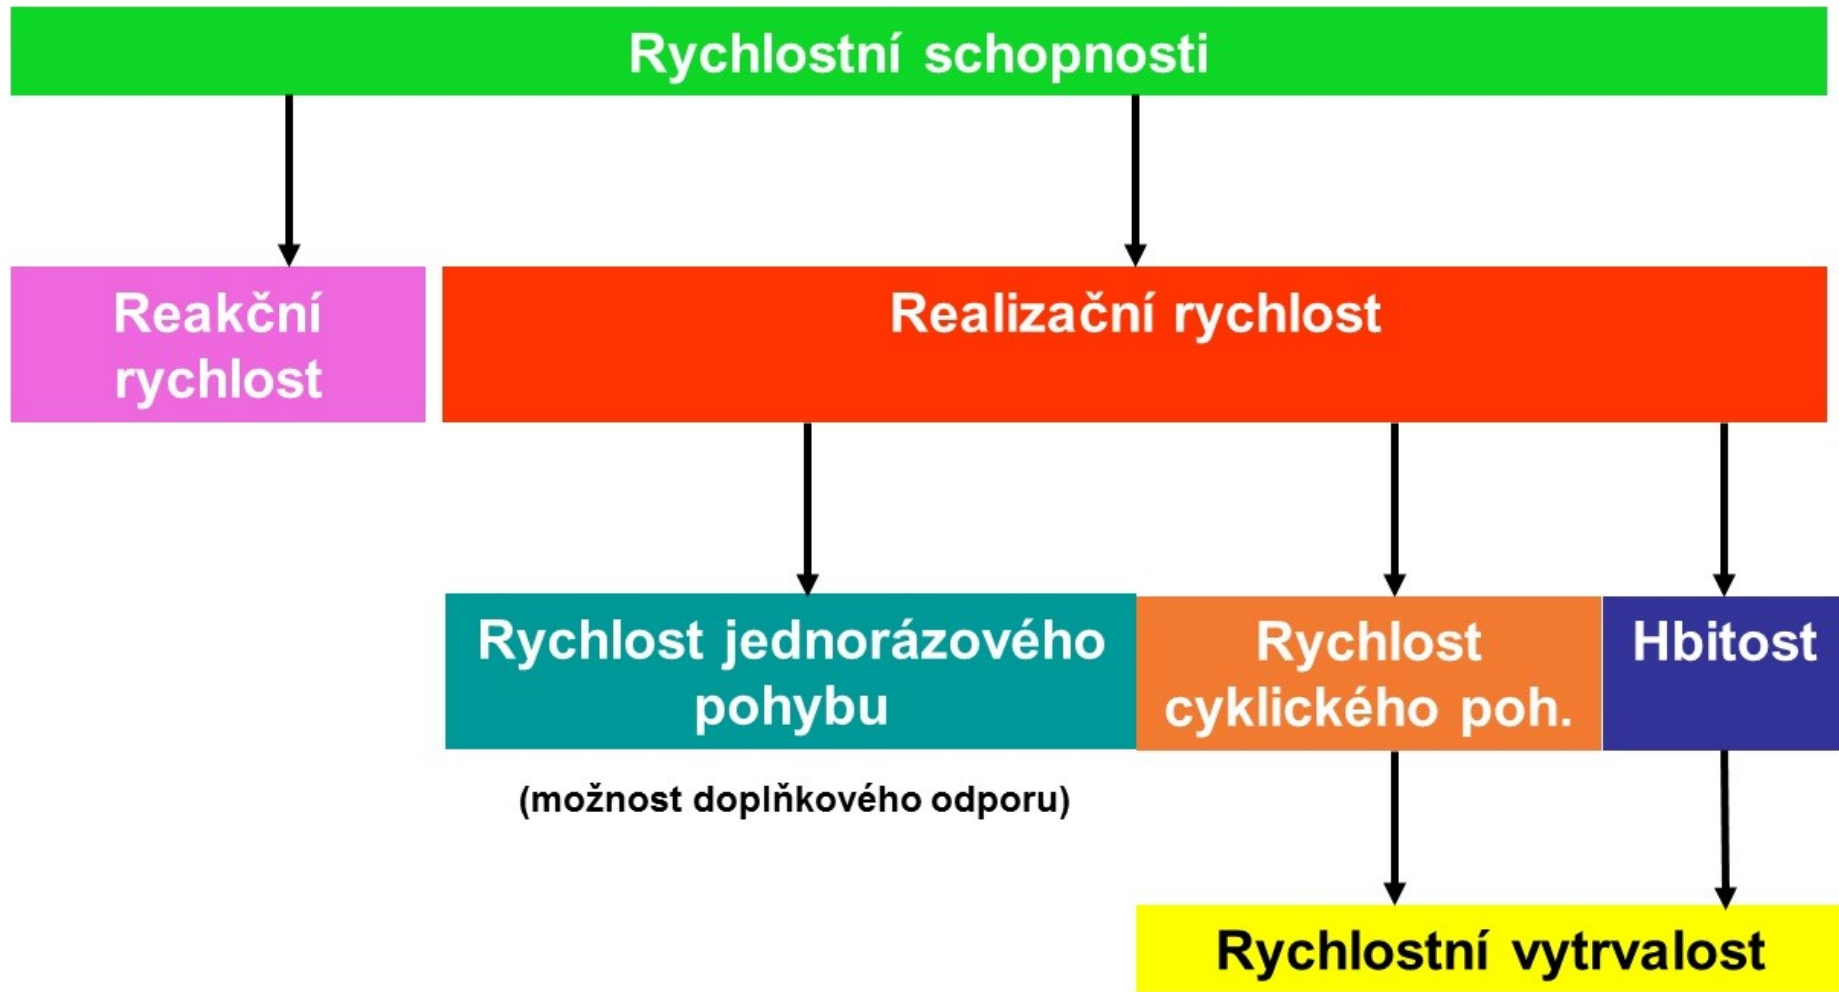 Rychlostní schopnosti
Reakční
rychlost
Realizační rychlost
Rychlost jednorázového
pohybu
Rychlost
cyklického poh.
Hbitost
(možnost doplňkového odporu)
Rychlostní vytrvalost